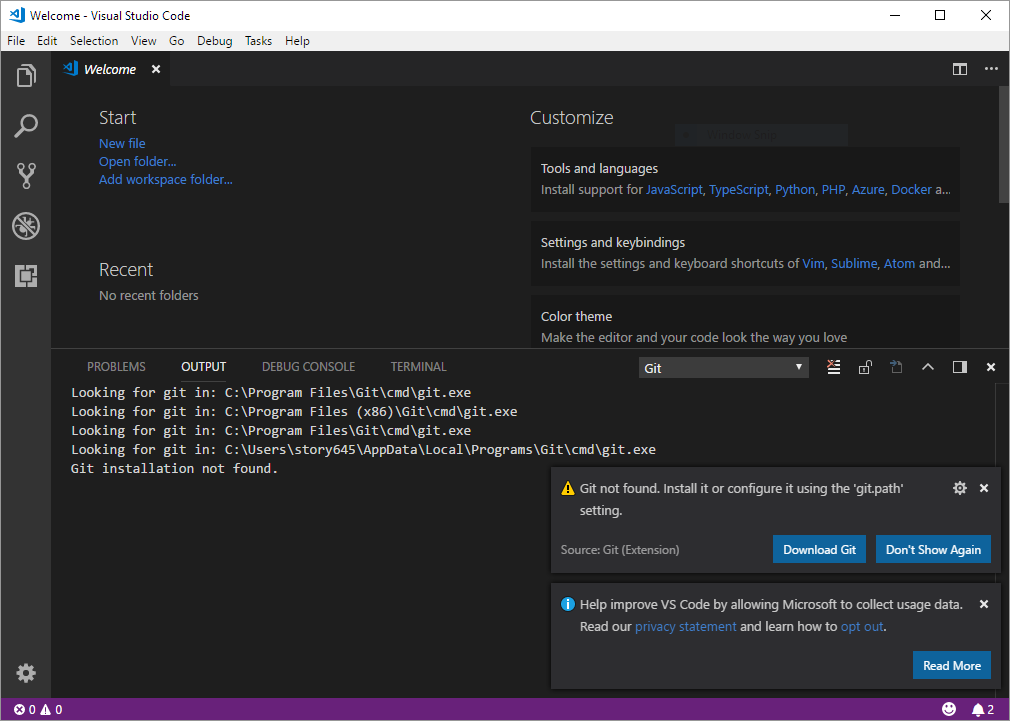 Welcome - Visual Studio Code
File Edit Selection View Go Debug Tasks Help
Welcome
Start
New file
Open folder...
Add workspace folder...
Recent
No recent folders
Customize
Tools and languages
Install support for JavaScript, TypeScript, Python, PHP, Azure, Docker a...
Settings and keybindings
Install the settings and keyboard shortcuts of Vim, Sublime, Atom and...
Color theme
Make the editor and your code look the way you love
PROBLEMS OUTPUT DEBUG CONSOLE TERMINAL Git
Looking for git in: C:\Program Files\Git\cmd\git.exe
Looking for git in: C:\Program Files (x86)\Git\cmd\git.exe
Looking for git in: C:\Program Files\Git\cmd\git.exe
Looking for git in: C:\Users\story645\AppData\Local\Programs\Git\cmd\git.exe
Git installation not found.
Git not found. Install it or configure it using the 'git.path'
setting.
Source: Git (Extension) Download Git Don't Show Again
Help improve VS Code by allowing Microsoft to collect usage data.
Read our privacy statement and learn how to opt out.
Read More
0 0 2